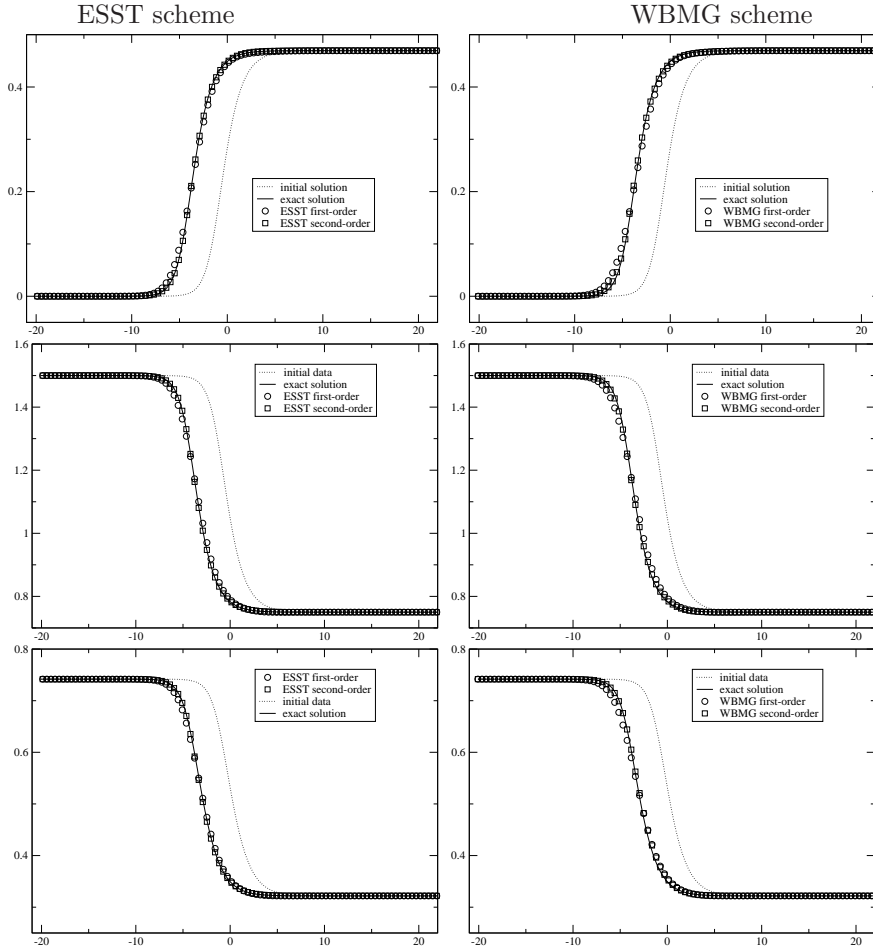 ESST scheme
WBMG scheme
0.4
0.2
0
-20 -10 0 10 20
initial solution
exact solution
ESST first-order
ESST second-order
0.4
0.2
0
-20 -10 0 10 20
initial solution
exact solution
WBMG first-order
WBMG second-order
1.6
1.4
1.2
1
0.8
-20 -10 0 10 20
initial data
exact solution
ESST first-order
ESST second-order
1.6
1.4
1.2
1
0.8
-20 -10 0 10 20
initial data
exact solution
WBMG first-order
WBMG second-order
0.8
0.6
0.4
-20 -10 0 10 20
ESST first-order
ESST second-order
initial data
exact solution
0.8
0.6
0.4
-20 -10 0 10 20
initial data
exact solution
WBMG first-order
WBMG second-order